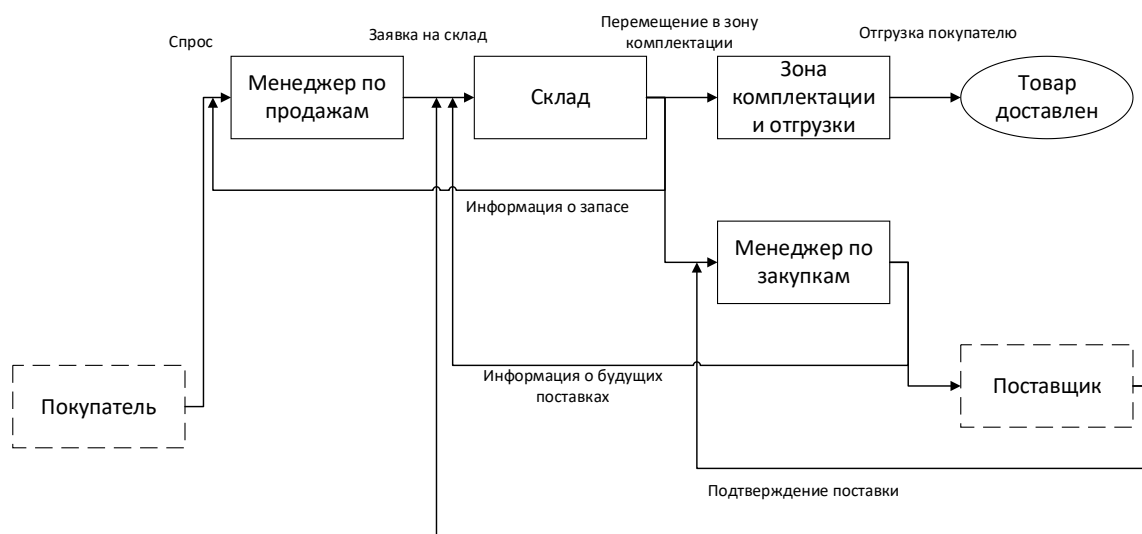 Перемещение в зону
комплектации
Спрос
Заявка на склад
Отгрузка покупателю
Менеджер по
продажам
Склад
Зона
комплектации
и отгрузки
Товар
доставлен
Информация о запасе
Менеджер по
закупкам
Информация о будущих
поставках
Покупатель
Поставщик
Подтверждение поставки